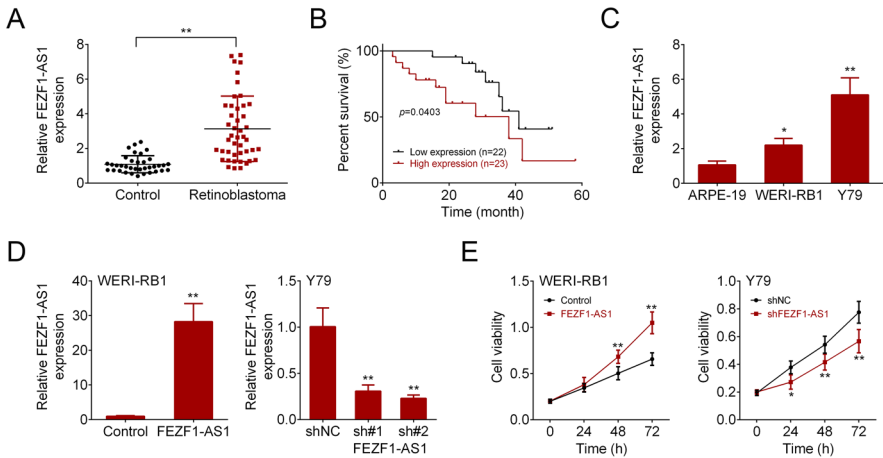 A
Relative FEZF1-AS1
expression
8
6
4
2
0
**
Control
Retinoblastoma
B
Percent survival (%)
100
50
0
p=0.0403
Low expression (n=22)
High expression (n=23)
0
20
40
60
Time (month)
C
Relative FEZF1-AS1
expression
8
6
4
2
0
*
**
ARPE-19
WERI-RB1
Y79
D
WERI-RB1
Relative FEZF1-AS1
expression
40
30
20
10
0
**
Control
FEZF1-AS1
Y79
Relative FEZF1-AS1
expression
1.5
1.0
0.5
0.0
**
**
shNC
sh#1
sh#2
FEZF1-AS1
E
WERI-RB1
Control
FEZF1-AS1
Cell viability
1.5
1.0
0.5
0.0
**
**
0
24
48
72
Time (h)
Y79
shNC
shFEZF1-AS1
Cell viability
1.0
0.8
0.6
0.4
0.2
0.0
*
**
**
0
24
48
72
Time (h)